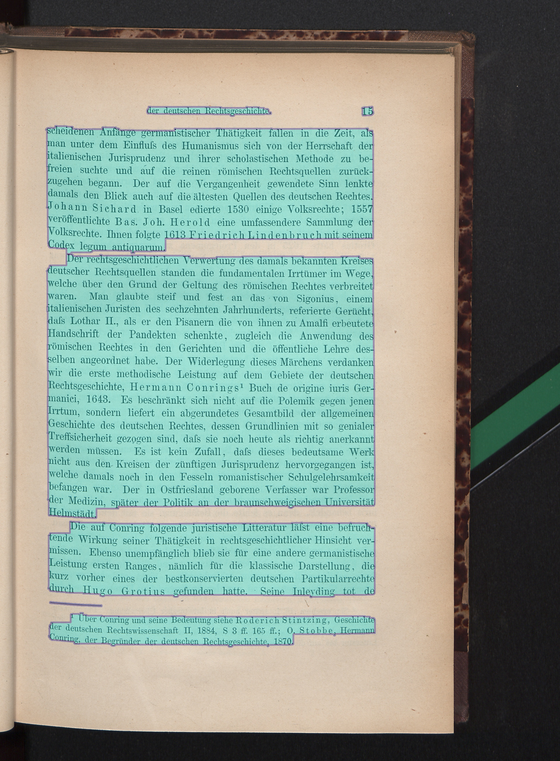 der deutschen Rechtsgeschichte. 15
scheidenen Anfänge germanistischer Thätigkeit fallen in die Zeit, als
man unter dem Einfluſs des Humanismus sich von der Herrschaft der
italienischen Jurisprudenz und ihrer scholastischen Methode zu be-
freien suchte und auf die reinen römischen Rechtsquellen zurück-
zugehen begann. Der auf die Vergangenheit gewendete Sinn lenkte
damals den Blick auch auf die ältesten Quellen des deutschen Rechtes.
Johann Sichard in Basel edierte 1530 einige Volksrechte; 1557
veröffentlichte Bas. Joh. Herold eine umfassendere Sammlung der
Volksrechte. Ihnen folgte 1613 Friedrich Lindenbruch mit seinem
Codex legum antiquarum.
Der rechtsgeschichtlichen Verwertung des damals bekannten Kreises
deutscher Rechtsquellen standen die fundamentalen Irrtümer im Wege,
welche über den Grund der Geltung des römischen Rechtes verbreitet
waren. Man glaubte steif und fest an das von Sigonius, einem
italienischen Juristen des sechzehnten Jahrhunderts, referierte Gerücht,
daſs Lothar II., als er den Pisanern die von ihnen zu Amalfi erbeutete
Handschrift der Pandekten schenkte, zugleich die Anwendung des
römischen Rechtes in den Gerichten und die öffentliche Lehre des-
selben angeordnet habe. Der Widerlegung dieses Märchens verdanken
wir die erste methodische Leistung auf dem Gebiete der deutschen
Rechtsgeschichte, Hermann Conrings¹ Buch de origine iuris Ger-
manici, 1643. Es beschränkt sich nicht auf die Polemik gegen jenen
Irrtum, sondern liefert ein abgerundetes Gesamtbild der allgemeinen
Geschichte des deutschen Rechtes, dessen Grundlinien mit so genialer
Treffsicherheit gezogen sind, daſs sie noch heute als richtig anerkannt
werden müssen. Es ist kein Zufall, daſs dieses bedeutsame Werk
nicht aus den Kreisen der zünftigen Jurisprudenz hervorgegangen ist,
welche damals noch in den Fesseln romanistischer Schulgelehrsamkeit
befangen war. Der in Ostfriesland geborene Verfasser war Professor
der Medizin, später der Politik an der braunschweigischen Universität
Helmstädt.
Die auf Conring folgende juristische Litteratur läſst eine befruch-
tende Wirkung seiner Thätigkeit in rechtsgeschichtlicher Hinsicht ver-
missen. Ebenso unempfänglich blieb sie für eine andere germanistische
Leistung ersten Ranges, nämlich für die klassische Darstellung, die
kurz vorher eines der bestkonservierten deutschen Partikularrechte
durch Hugo Grotius gefunden hatte. Seine Inleyding tot de
¹ Über Conring und seine Bedeutung siehe Roderich Stintzing, Geschichte
der deutschen Rechtswissenschaft II, 1884, S 3 ff. 165 ff.; O. Stobbe, Hermann
Conring, der Begründer der deutschen Rechtsgeschichte, 1870.